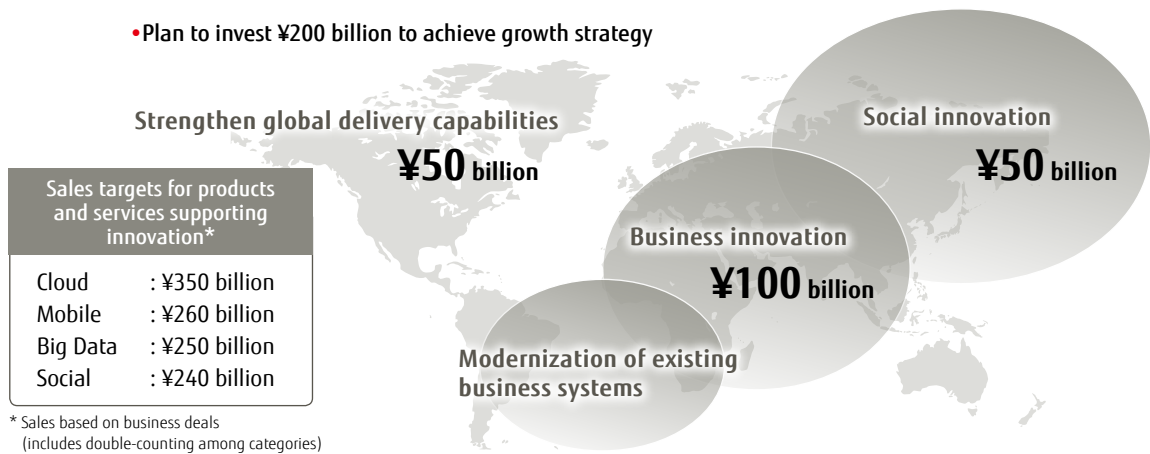 •Plan to invest ¥200 billion to achieve growth strategy
Strengthen global delivery capabilities
¥50 billion
Social innovation
¥50 billion
Business innovation
¥100 billion
Modernization of existing
business systems
Sales targets for products
and services supporting
innovation*
Cloud : ¥350 billion
Mobile : ¥260 billion
Big Data : ¥250 billion
Social : ¥240 billion
* Sales based on business deals
(includes double-counting among categories)